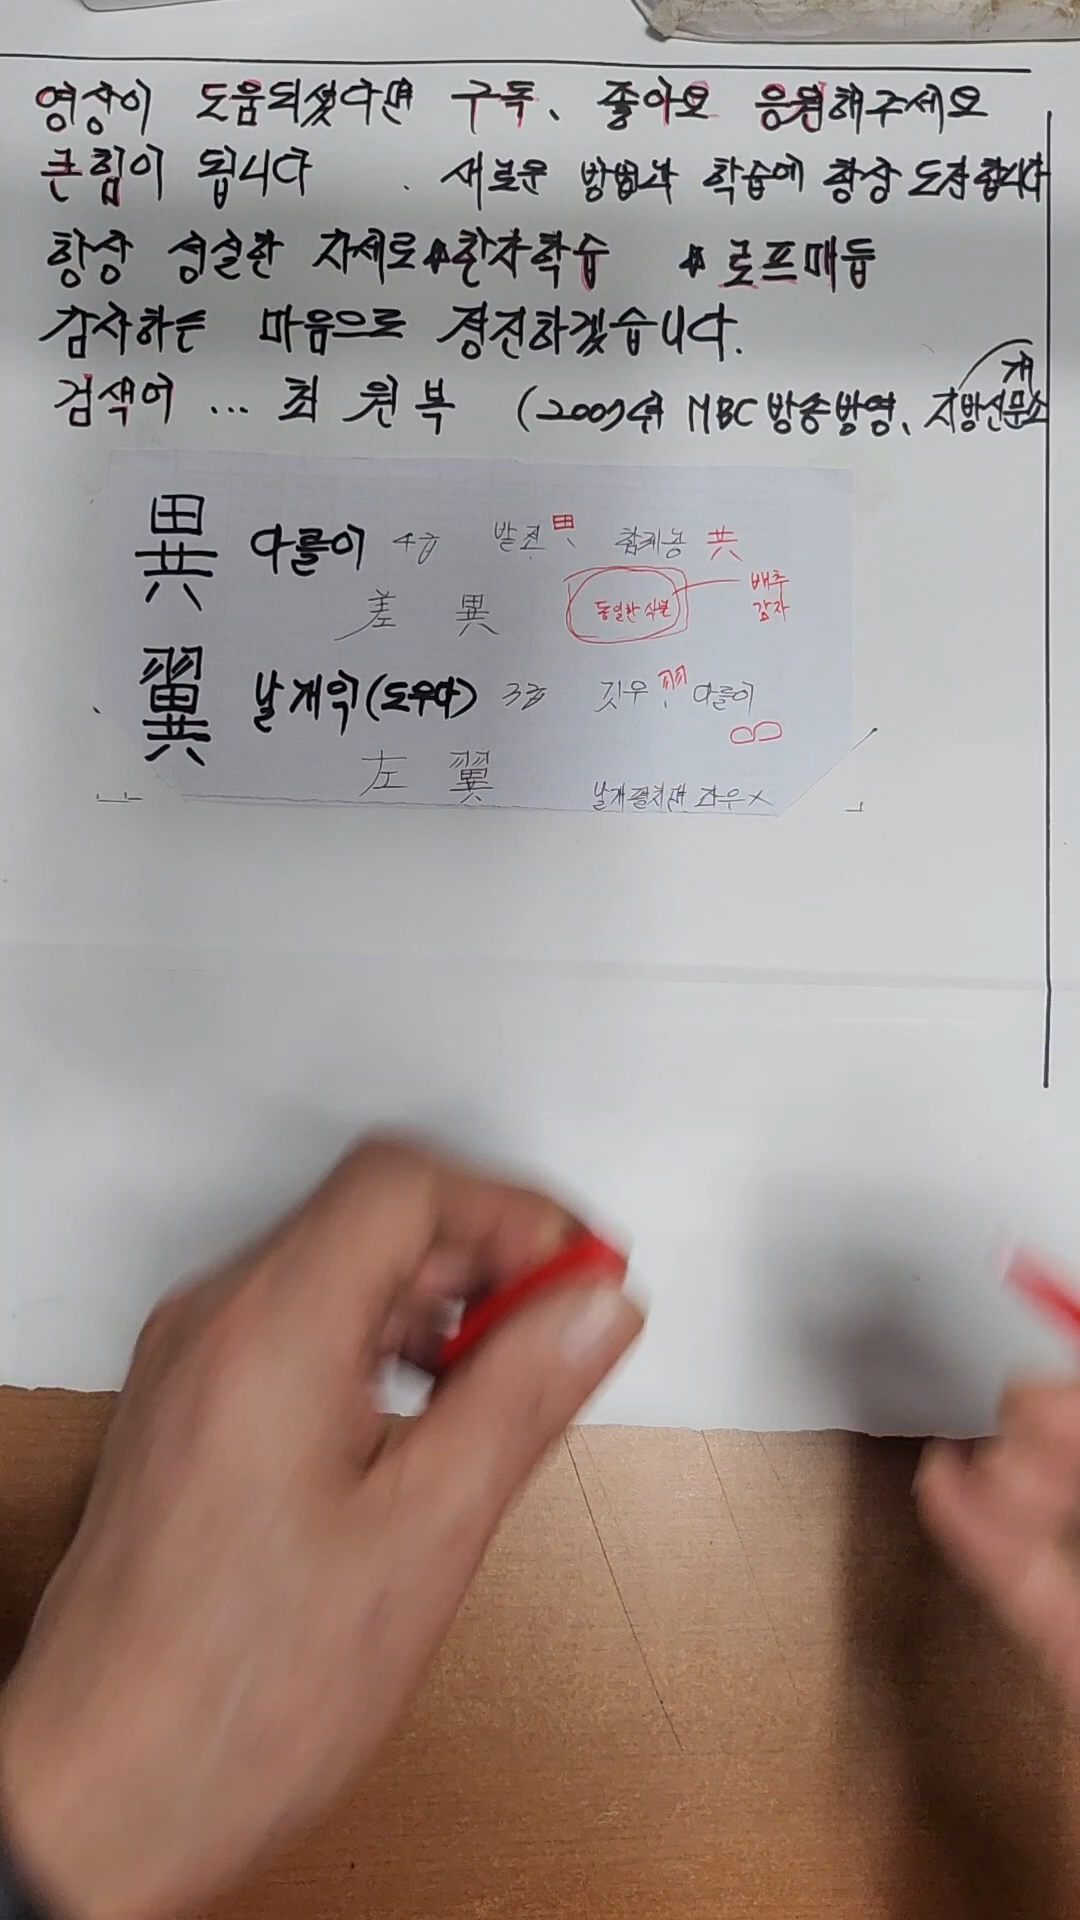 영상이 도움되셨다면 구독、 좋아요 응원해주세요
큰힘이 됩니다 . 새로운 방법과 학습에 항상 도전합니다
항상 성실한 자세로 한자학습 로프매듭
감사하는 마음으로 정진하겠습니다.
검색어 ... 최 원 복 (2009년 MBC 방송방영、 지방신문소개
異 다를이 4급 밭전 田 함께공 共
差 異 동일한 식물 배추
감자
翼 날개익(도우다) 3급 깃우 羽 다를이
左 翼 날개펼치면 좌우 X